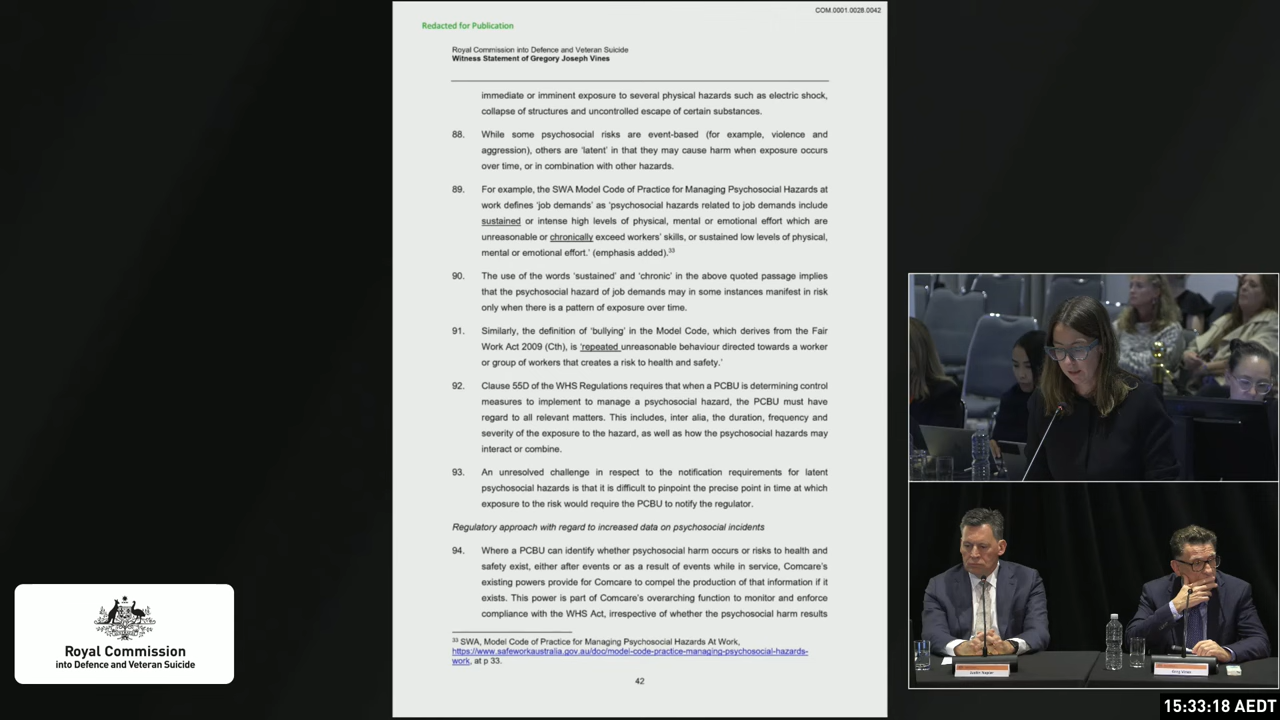 COM.0001.0028.0042
Redacted for Publication
Royal Commission into Defence and Veteran Suicide
Witness Statement of Gregory Joseph Vines
immediate or imminent exposure to several physical hazards such as electric shock,
collapse of structures and uncontrolled escape of certain substances.
88. While some psychosocial risks are event-based (for example, violence and
aggression), others are ‘latent’ in that they may cause harm when exposure occurs
over time, or in combination with other hazards.
89. For example, the SWA Model Code of Practice for Managing Psychosocial Hazards at
work defines ‘job demands’ as ‘psychosocial hazards related to job demands include
sustained or intense high levels of physical, mental or emotional effort which are
unreasonable or chronically exceed workers’ skills, or sustained low levels of physical,
mental or emotional effort.’ (emphasis added).33
90. The use of the words ‘sustained’ and ‘chronic’ in the above quoted passage implies
that the psychosocial hazard of job demands may in some instances manifest in risk
only when there is a pattern of exposure over time.
91. Similarly, the definition of ‘bullying’ in the Model Code, which derives from the Fair
Work Act 2009 (Cth), is ‘repeated unreasonable behaviour directed towards a worker
or group of workers that creates a risk to health and safety.’
92. Clause 55D of the WHS Regulations requires that when a PCBU is determining control
measures to implement to manage a psychosocial hazard, the PCBU must have
regard to all relevant matters. This includes, inter alia, the duration, frequency and
severity of the exposure to the hazard, as well as how the psychosocial hazards may
interact or combine.
93. An unresolved challenge in respect to the notification requirements for latent
psychosocial hazards is that it is difficult to pinpoint the precise point in time at which
exposure to the risk would require the PCBU to notify the regulator.
Regulatory approach with regard to increased data on psychosocial incidents
94. Where a PCBU can identify whether psychosocial harm occurs or risks to health and
safety exist, either after events or as a result of events while in service, Comcare’s
existing powers provide for Comcare to compel the production of that information if it
exists. This power is part of Comcare’s overarching function to monitor and enforce
compliance with the WHS Act, irrespective of whether the psychosocial harm results
33 SWA, Model Code of Practice for Managing Psychosocial Hazards At Work,
https://www.safeworkaustralia.gov.au/doc/model-code-practice-managing-psychosocial-hazards-
work, at p 33.
42
Royal Commission
into Defence and Veteran Suicide
Justin Napier
Greg Vines
15:33:18 AEDT